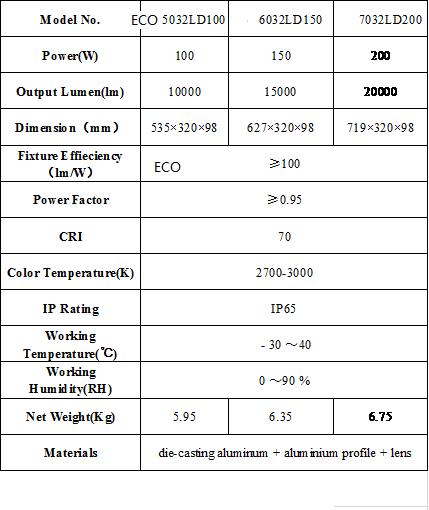 Model No. ECO 5032LD100 6032LD150 7032LD200
Power(W) 100 150 200
Output Lumen(lm) 10000 15000 20000
Dimension（mm） 535×320×98 627×320×98 719×320×98
Fixture Effieciency
（lm/W） ECO ≥100
Power Factor ≥0.95
CRI 70
Color Temperature(K) 2700-3000
IP Rating IP65
Working
Temperature(℃) - 30 ～40
Working
Humidity(RH) 0 ～90 %
Net Weight(Kg) 5.95 6.35 6.75
Materials die-casting aluminum + aluminium profile + lens